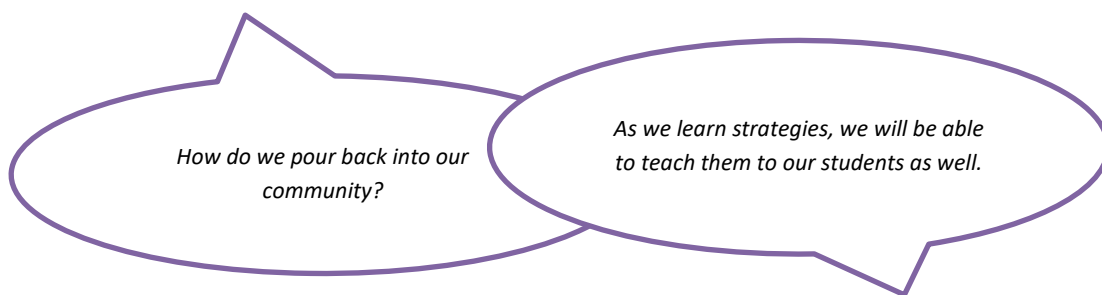 How do we pour back into our
community?
As we learn strategies, we will be able
to teach them to our students as well.